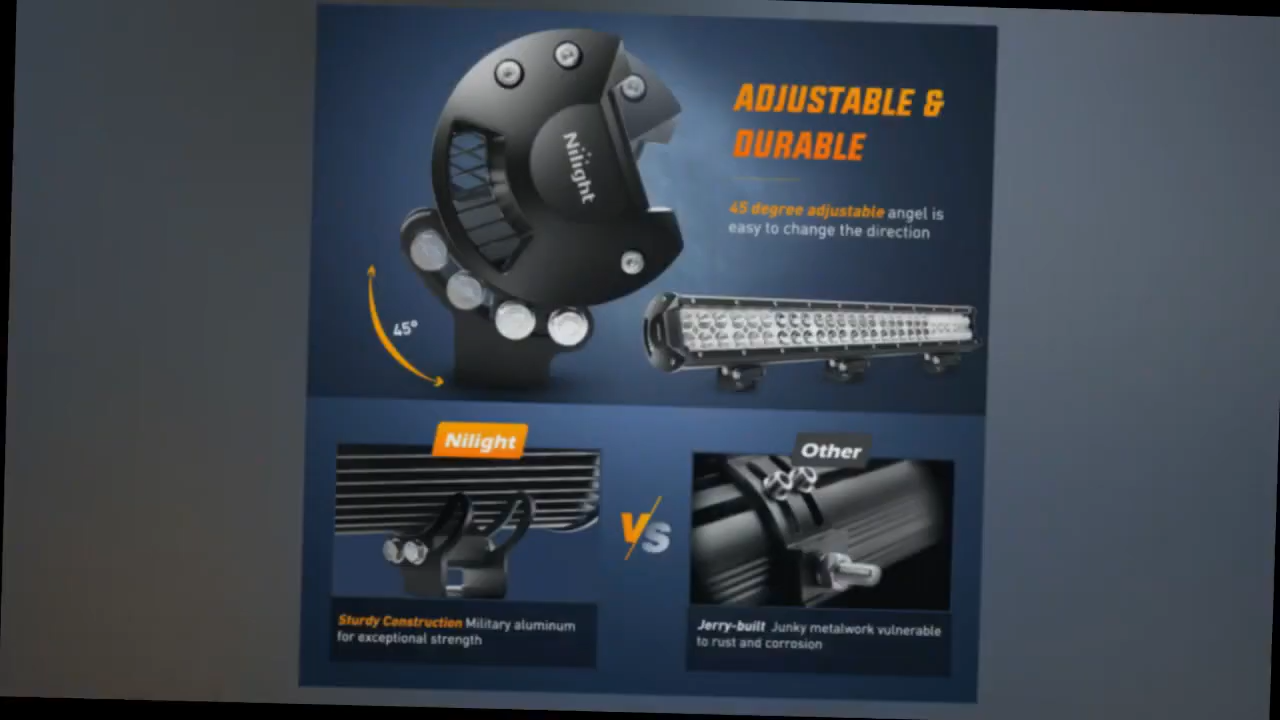 ADJUSTABLE &
DURABLE
Nilight
45 degree adjustable angel is
easy to change the direction
45°
Nilight
Other
VS
Sturdy Construction Military aluminum
for exceptional strength
Jerry-built Junky metalwork vulnerable
to rust and corrosion